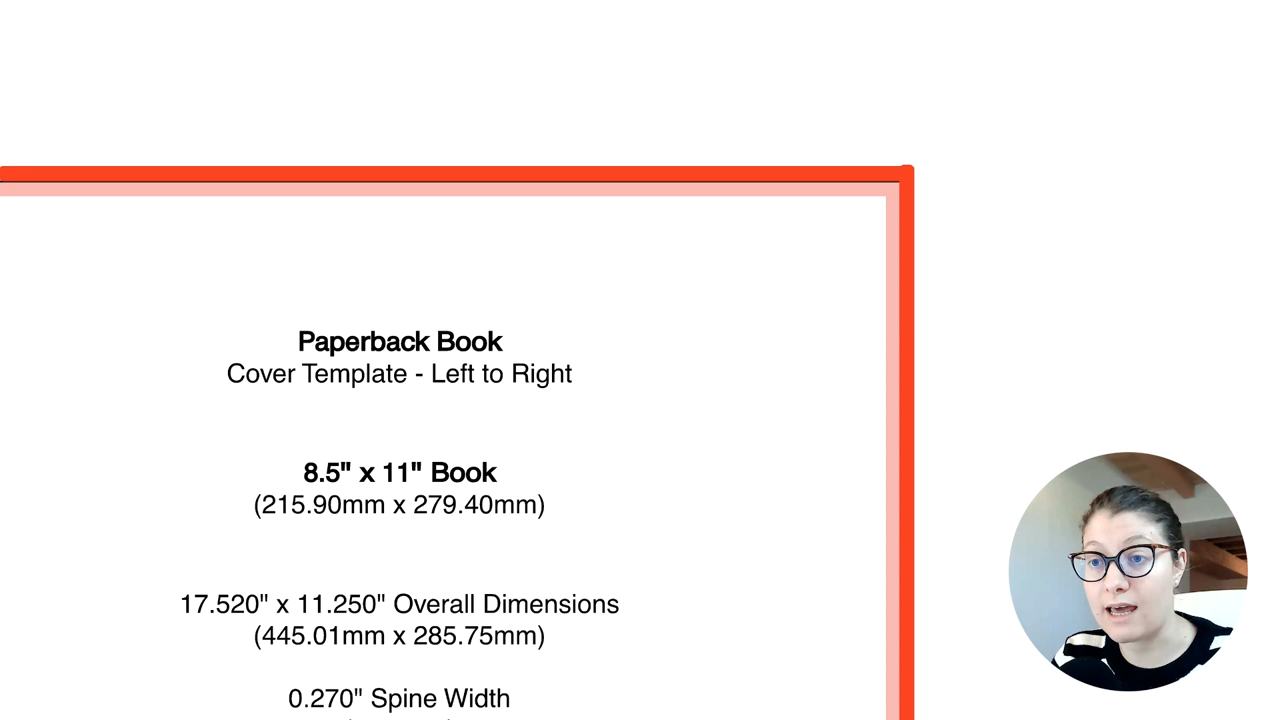 Paperback Book
Cover Template - Left to Right
8.5" x 11" Book
(215.90mm x 279.40mm)
17.520" x 11.250" Overall Dimensions
(445.01mm x 285.75mm)
0.270" Spine Width